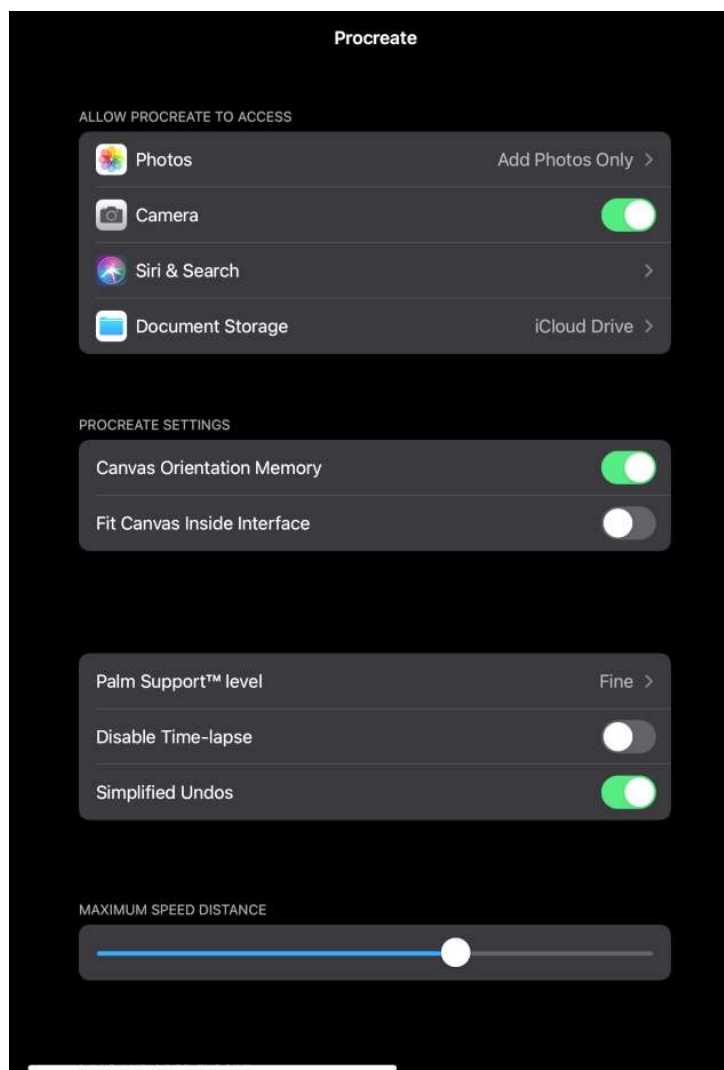 Procreate
ALLOW PROCREATE TO ACCESS
Photos Add Photos Only
Camera
Siri & Search
Document Storage iCloud Drive
PROCREATE SETTINGS
Canvas Orientation Memory
Fit Canvas Inside Interface
Palm Support™ level Fine
Disable Time-lapse
Simplified Undos
MAXIMUM SPEED DISTANCE